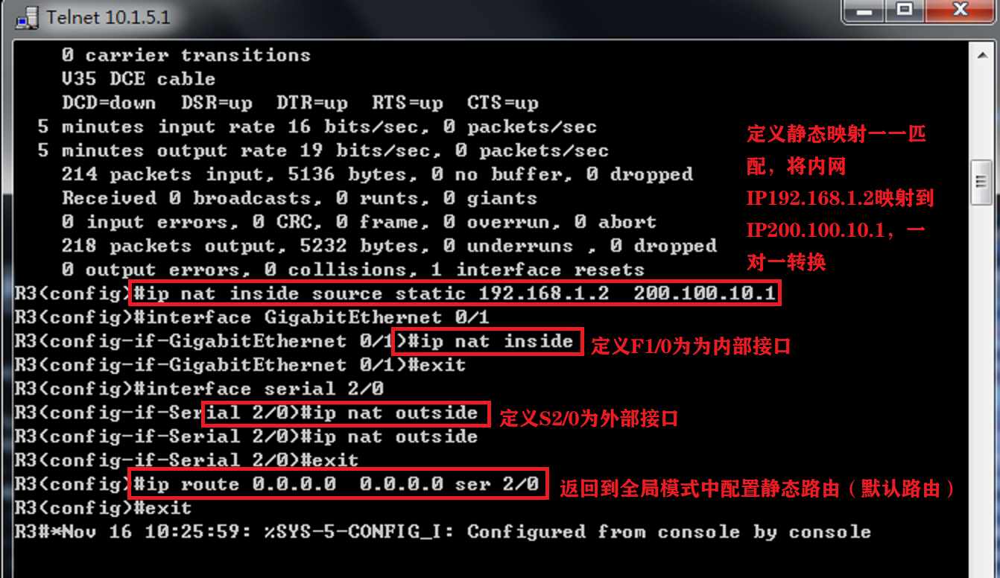 Telnet 10.1.5.1
0 carrier transitions
V35 DCE cable
DCD=down  DSR=up  DTR=up  RTS=up  CTS=up
5 minutes input rate 16 bits/sec, 0 packets/sec
5 minutes output rate 19 bits/sec, 0 packets/sec
214 packets input, 5136 bytes, 0 no buffer, 0 dropped
Received 0 broadcasts, 0 runts, 0 giants
0 input errors, 0 CRC, 0 frame, 0 overrun, 0 abort
218 packets output, 5232 bytes, 0 underruns , 0 dropped
0 output errors, 0 collisions, 1 interface resets
定义静态映射一一匹
配，将内网
IP192.168.1.2映射到
IP200.100.10.1，一
对一转换
R3(config)#ip nat inside source static 192.168.1.2  200.100.10.1
R3(config)#interface GigabitEthernet 0/1
R3(config-if-GigabitEthernet 0/1)#ip nat inside 定义F1/0为为内部接口
R3(config-if-GigabitEthernet 0/1)#exit
R3(config)#interface serial 2/0
R3(config-if-Serial 2/0)#ip nat outside 定义S2/0为外部接口
R3(config-if-Serial 2/0)#ip nat outside
R3(config-if-Serial 2/0)#exit
R3(config)#ip route 0.0.0.0  0.0.0.0 ser 2/0 返回到全局模式中配置静态路由（默认路由）
R3(config)#exit
R3#*Nov 16 10:25:59: %SYS-5-CONFIG_I: Configured from console by console